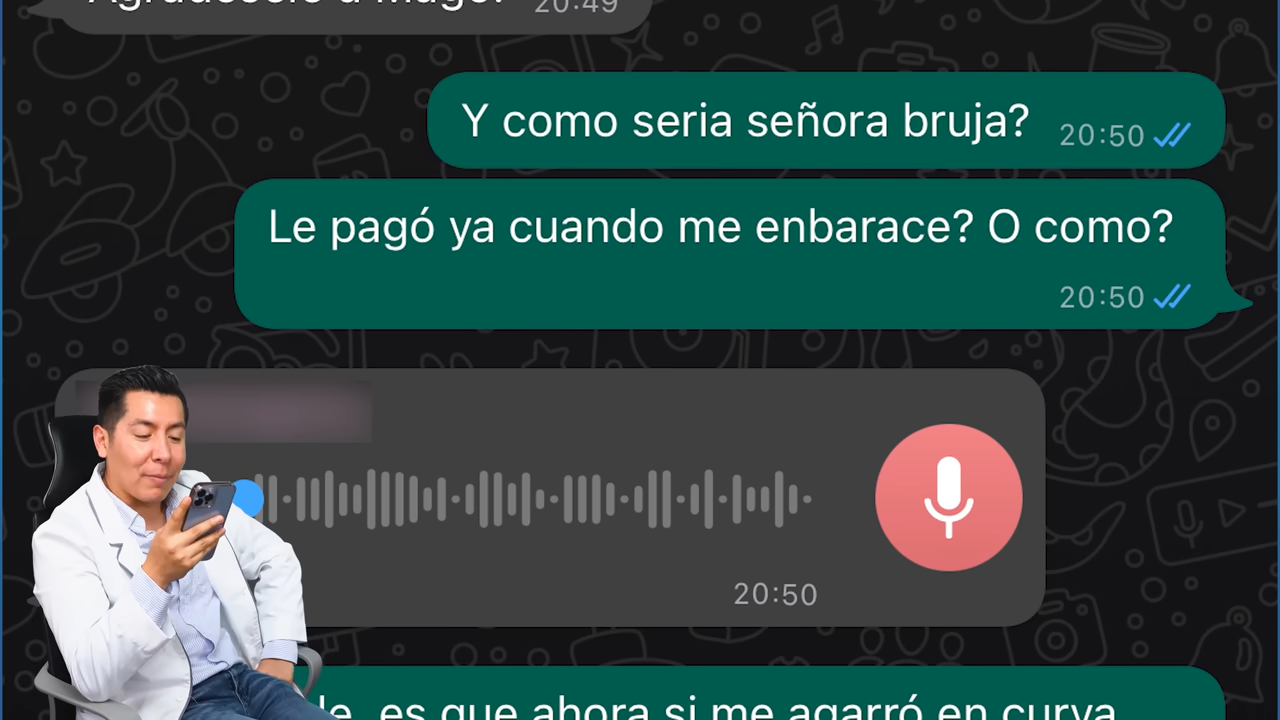 20:49
Y como seria señora bruja? 20:50
Le pagó ya cuando me enbarace? O como?
20:50
20:50
es que ahora si me agarró en curva